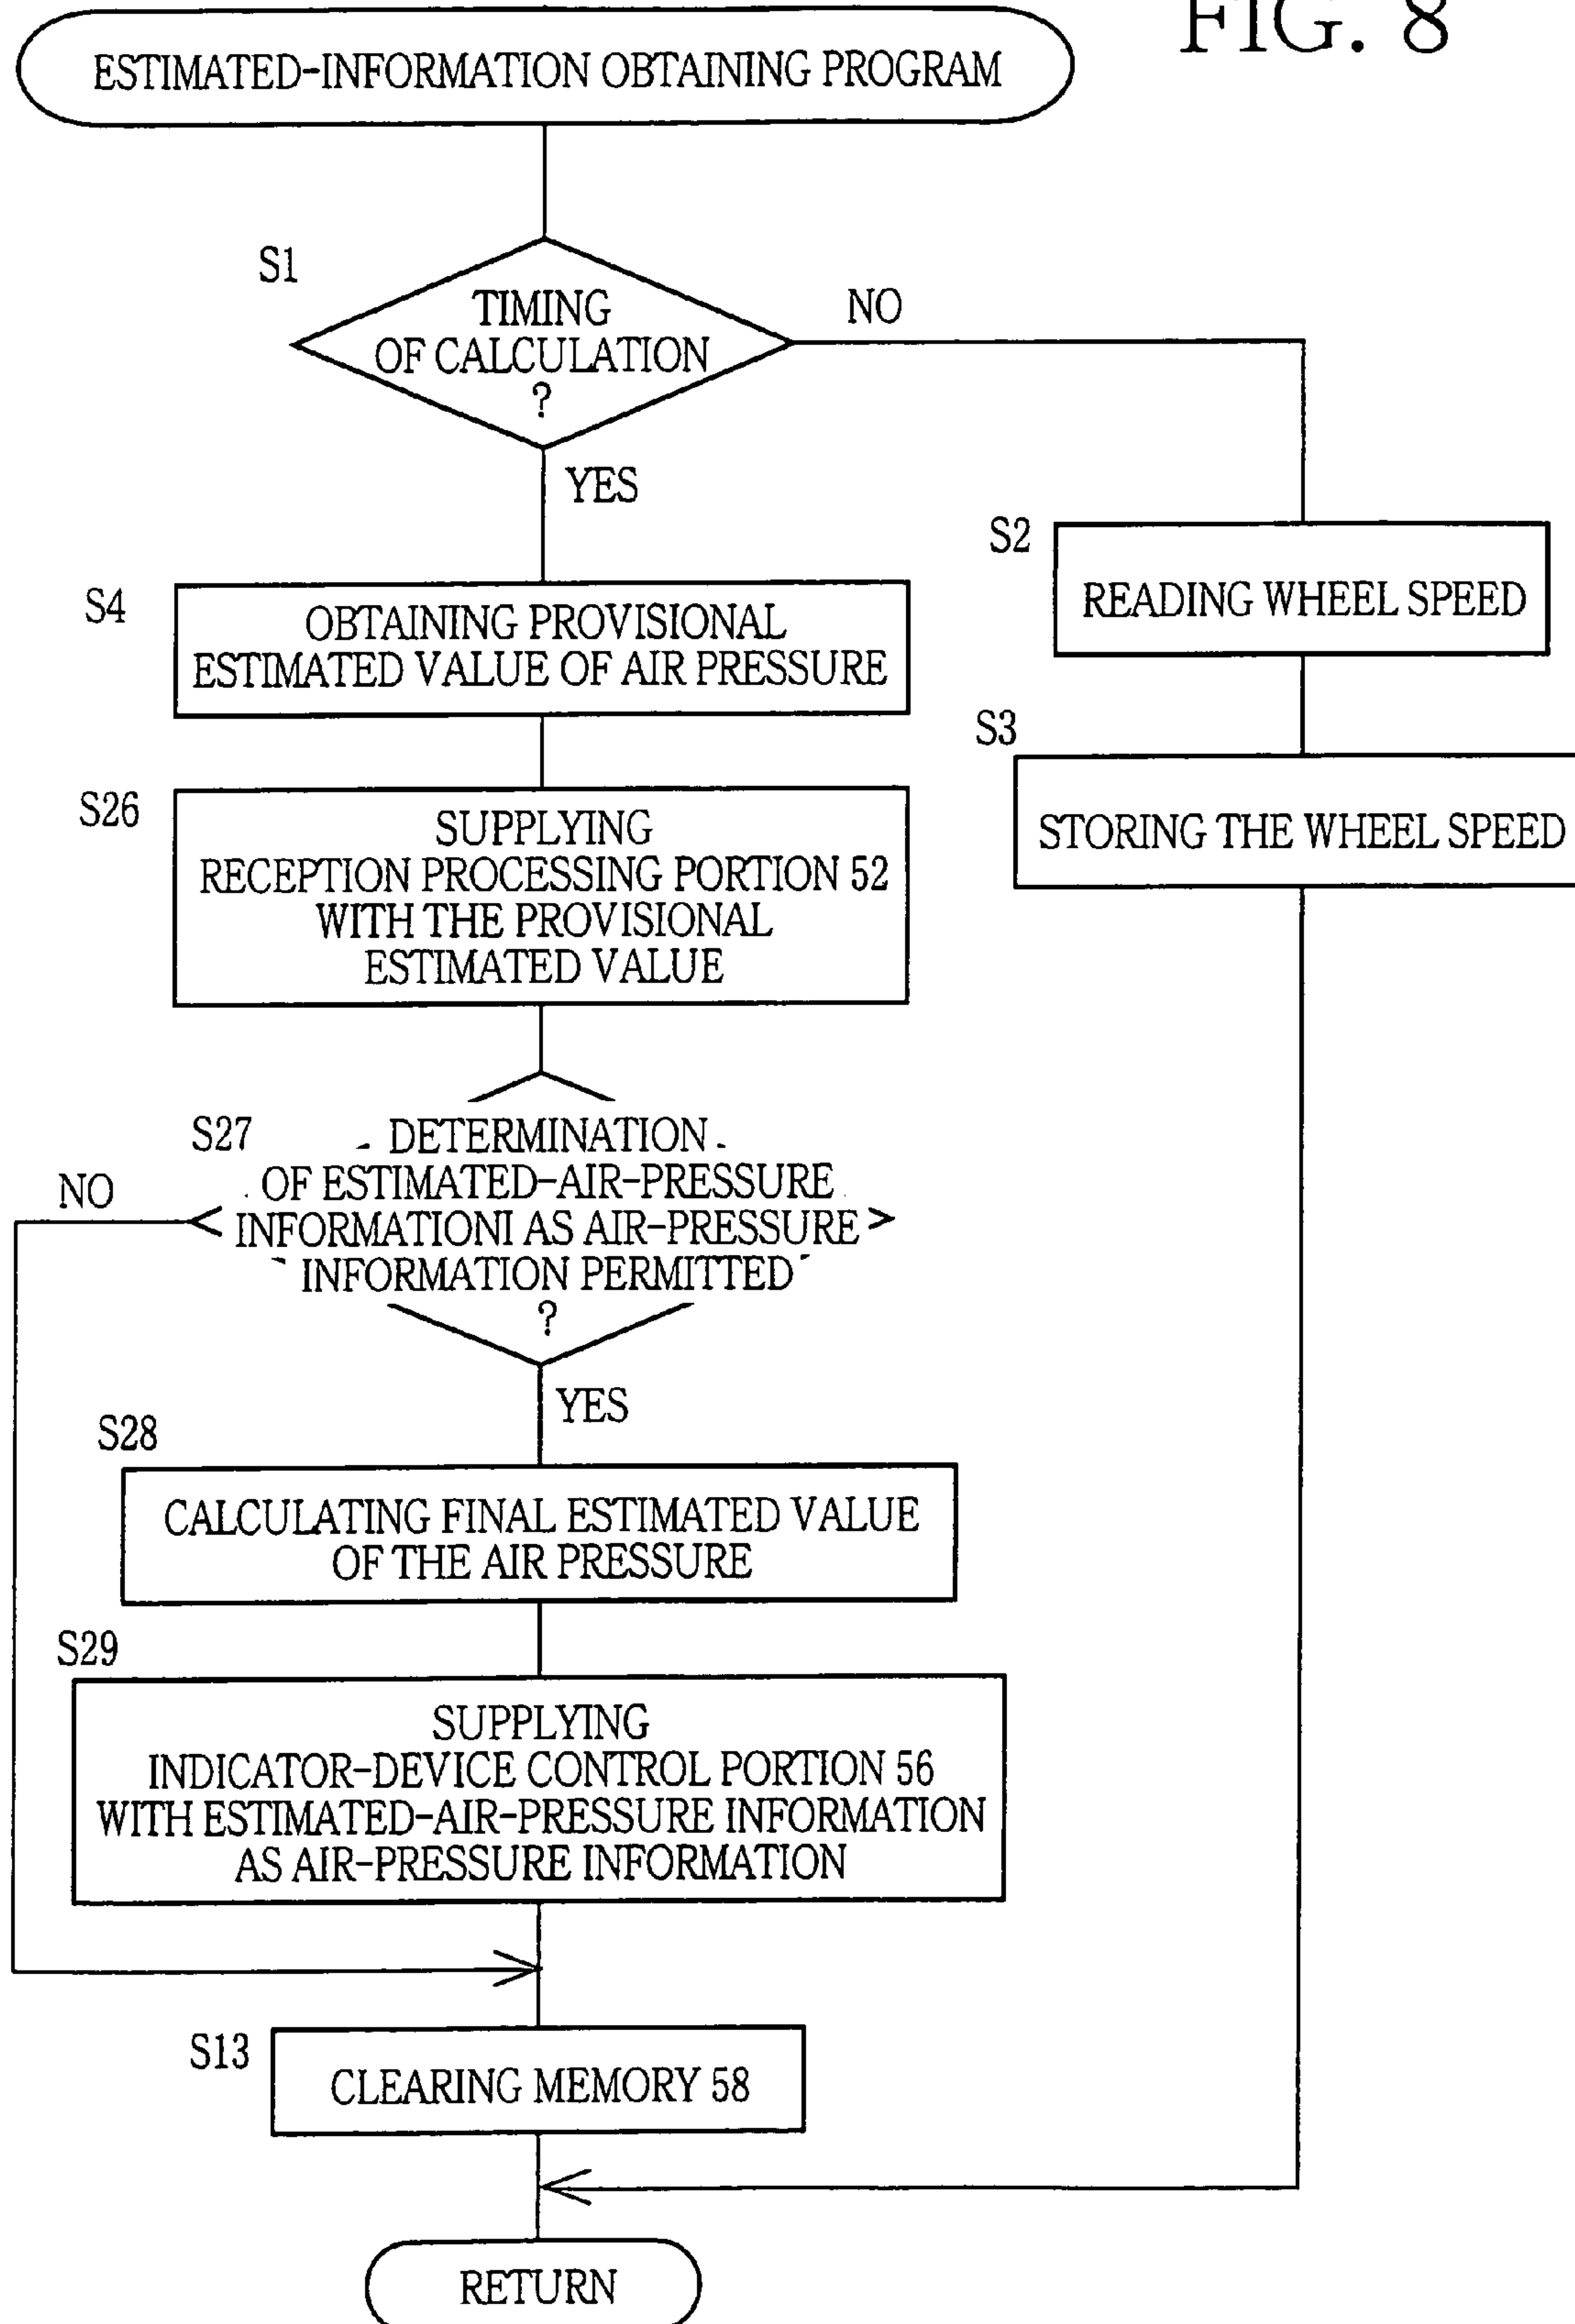 FIG. 8
ESTIMATED-INFORMATION OBTAINING PROGRAM
S1
TIMING
OF CALCULATION
?
NO
YES
S2
READING WHEEL SPEED
S3
STORING THE WHEEL SPEED
S4
OBTAINING PROVISIONAL
ESTIMATED VALUE OF AIR PRESSURE
S26
SUPPLYING
RECEPTION PROCESSING PORTION 52
WITH THE PROVISIONAL
ESTIMATED VALUE
S27
DETERMINATION
OF ESTIMATED-AIR-PRESSURE
INFORMATIONI AS AIR-PRESSURE
INFORMATION PERMITTED
?
NO
YES
S28
CALCULATING FINAL ESTIMATED VALUE
OF THE AIR PRESSURE
S29
SUPPLYING
INDICATOR-DEVICE CONTROL PORTION 56
WITH ESTIMATED-AIR-PRESSURE INFORMATION
AS AIR-PRESSURE INFORMATION
S13
CLEARING MEMORY 58
RETURN